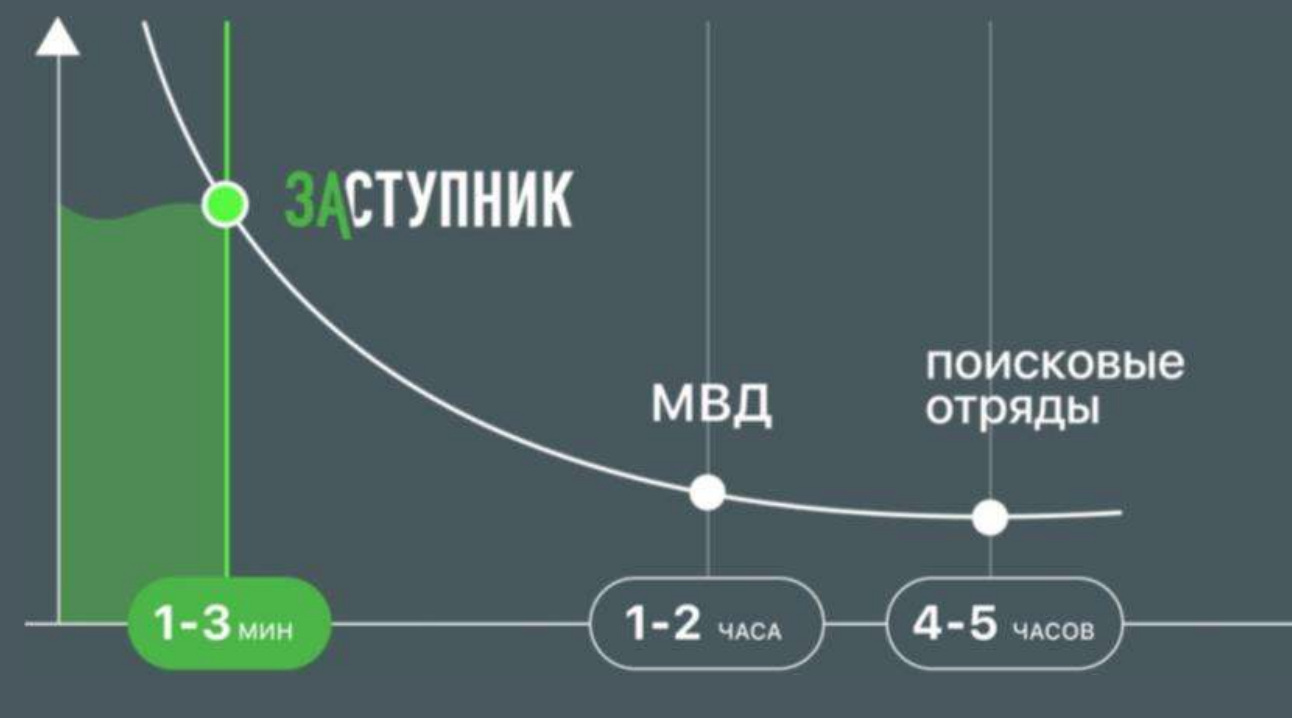 ЗАСТУПНИК
МВД
поисковые
отряды
1-3 мин
1-2 часа
4-5 часов